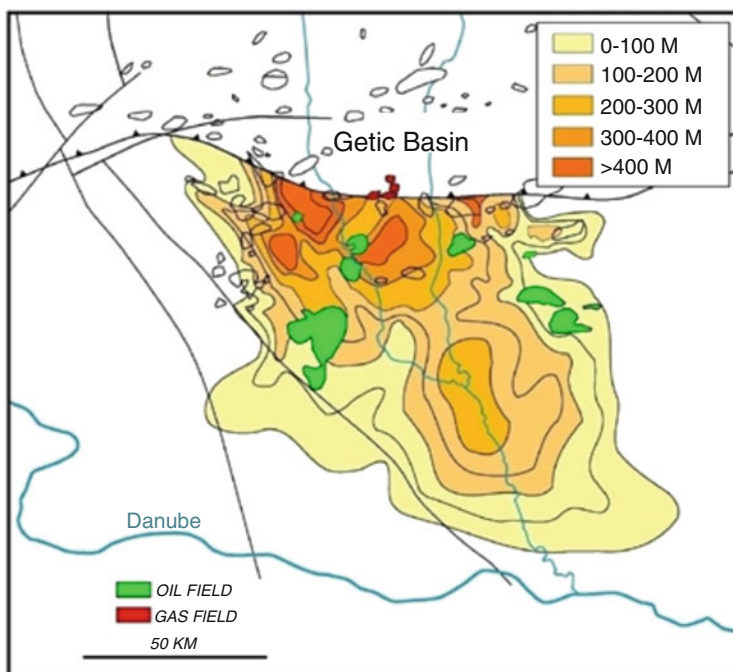 0-100 M
100-200 M
200-300 M
300-400 M
>400 M
Getic Basin
Danube
OIL FIELD
GAS FIELD
50 KM